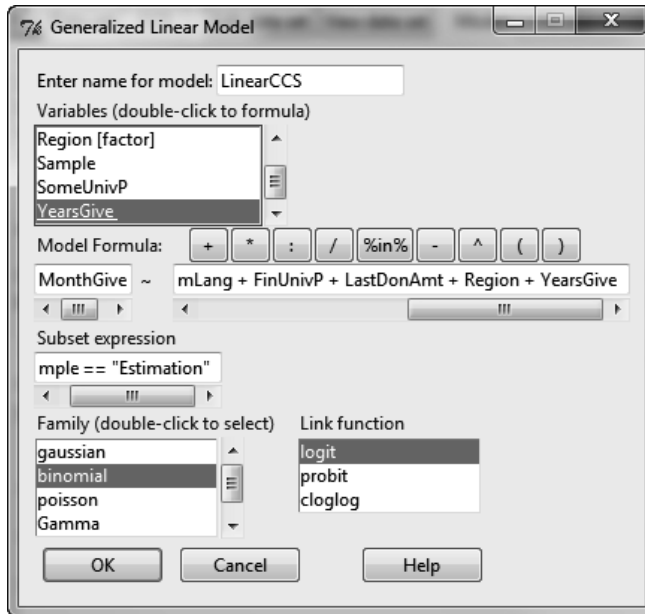 Generalized Linear Model
Enter name for model: LinearCCS
Variables (double-click to formula)
Region [factor]
Sample
SomeUnivP
YearsGive
Model Formula: + * : / %in% - ^ ( )
MonthGive ~ mLang + FinUnivP + LastDonAmt + Region + YearsGive
Subset expression
mple == "Estimation"
Family (double-click to select) Link function
gaussian logit
binomial probit
poisson cloglog
Gamma
OK Cancel Help